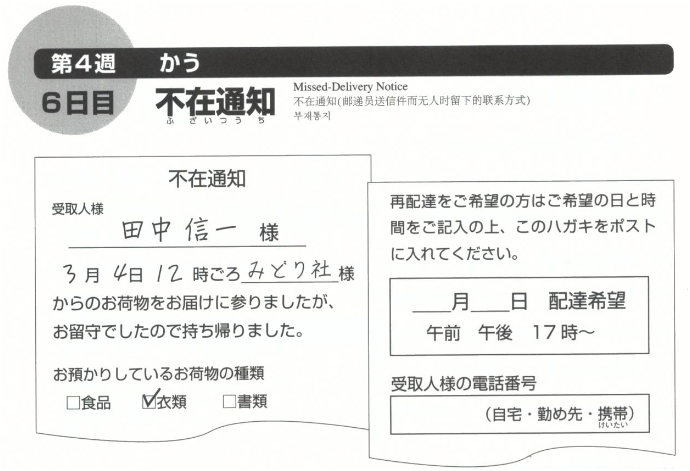 第4週 かう
6日目 不在通知
ふざいつうち
Missed-Delivery Notice
不在通知(邮递员送信件而无人时留下的联系方式)
부재통지
不在通知
受取人様
田中 信一 様
3月 4日 12時ごろ みどり社 様
からのお荷物をお届けに参りましたが、
お留守でしたので持ち帰りました。
お預かりしているお荷物の種類
□食品 ☑衣類 □書類
再配達をご希望の方はご希望の日と時
間をご記入の上、このハガキをポスト
に入れてください。
___月___日 配達希望
午前 午後 17時〜
受取人様の電話番号
(自宅・勤め先・携帯)
けいたい